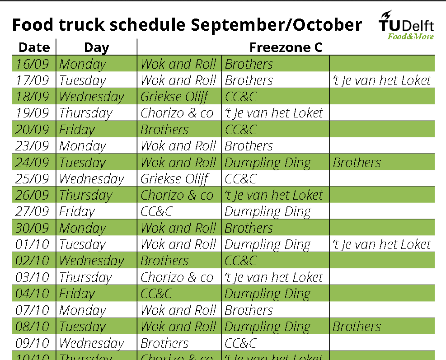 Food truck schedule September/October
TUDelft
Food&More
Date Day Freezone C
16/09 Monday Wok and Roll Brothers
17/09 Tuesday Wok and Roll Brothers 't Je van het Loket
18/09 Wednesday Griekse Olijf CC&C
19/09 Thursday Chorizo & co 't Je van het Loket
20/09 Friday Brothers CC&C
23/09 Monday Wok and Roll Brothers
24/09 Tuesday Wok and Roll Dumpling Ding Brothers
25/09 Wednesday Griekse Olijf CC&C
26/09 Thursday Chorizo & co 't Je van het Loket
27/09 Friday CC&C Dumpling Ding
30/09 Monday Wok and Roll Brothers
01/10 Tuesday Wok and Roll Dumpling Ding 't Je van het Loket
02/10 Wednesday Brothers CC&C
03/10 Thursday Chorizo & co 't Je van het Loket
04/10 Friday CC&C Dumpling Ding
07/10 Monday Wok and Roll Brothers
08/10 Tuesday Wok and Roll Dumpling Ding Brothers
09/10 Wednesday Brothers CC&C
10/10 Thursday Chorizo & co 't Je van het Loket